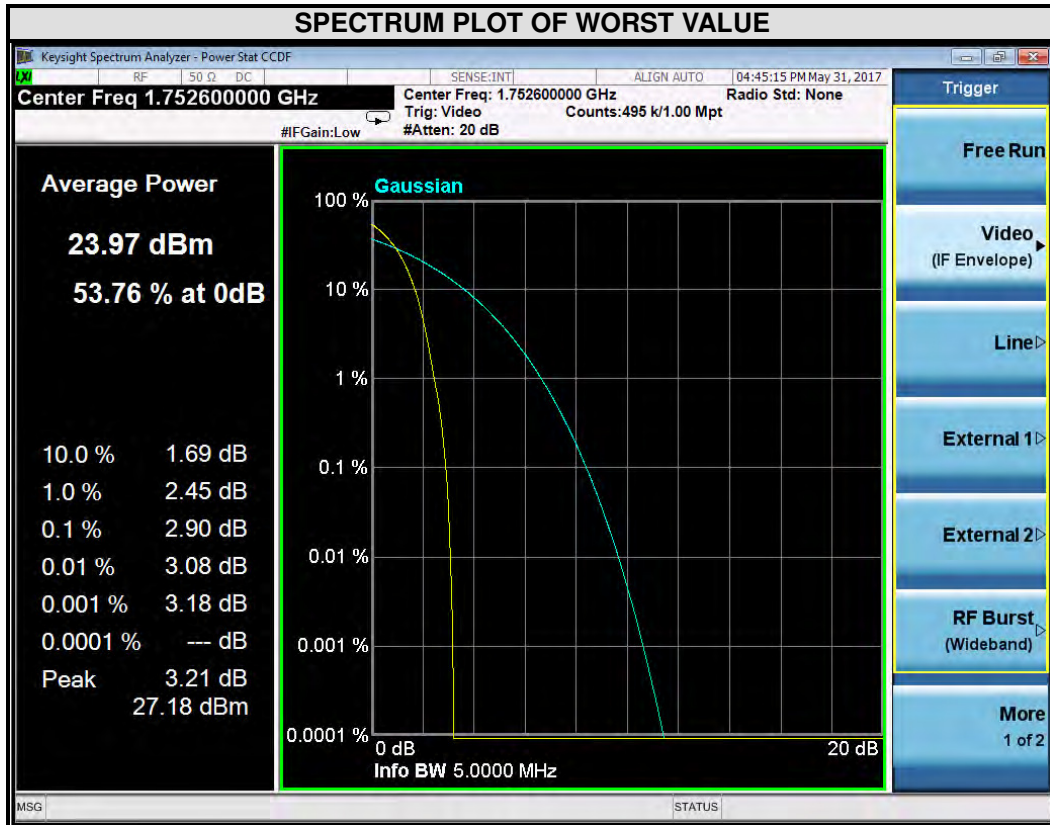 SPECTRUM PLOT OF WORST VALUE
Keysight Spectrum Analyzer - Power Stat CCDF
LXI RF 50 Ω DC SENSE:INT ALIGN AUTO 04:45:15 PM May 31, 2017
Center Freq 1.752600000 GHz
Center Freq: 1.752600000 GHz Radio Std: None
Trig: Video Counts:495 k/1.00 Mpt
#IFGain:Low #Atten: 20 dB
Average Power
23.97 dBm
53.76 % at 0dB
10.0 % 1.69 dB
1.0 % 2.45 dB
0.1 % 2.90 dB
0.01 % 3.08 dB
0.001 % 3.18 dB
0.0001 % --- dB
Peak 3.21 dB
27.18 dBm
Gaussian
100 %
10 %
1 %
0.1 %
0.01 %
0.001 %
0.0001 %
0 dB 20 dB
Info BW 5.0000 MHz
Trigger
Free Run
Video
(IF Envelope)
Line
External 1
External 2
RF Burst
(Wideband)
More
1 of 2
MSG STATUS